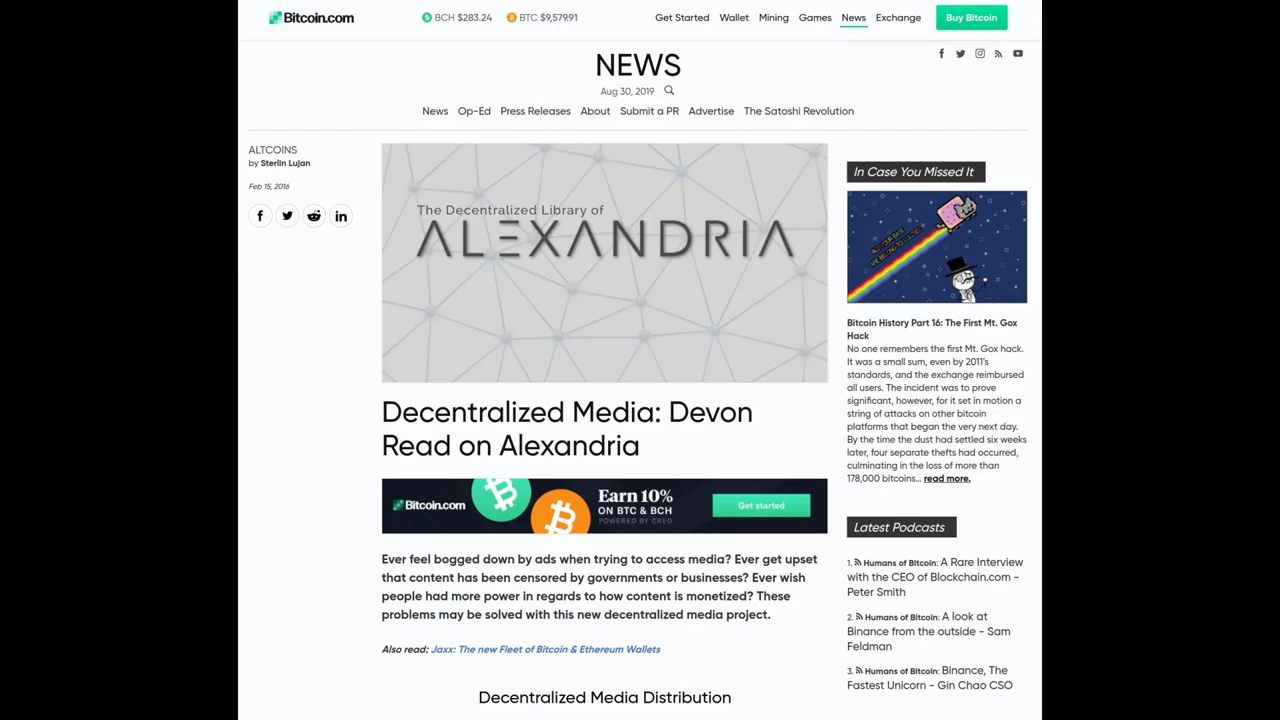 Bitcoin.com
BCH $283.24 BTC $9,579.91
Get Started Wallet Mining Games News Exchange Buy Bitcoin
NEWS
Aug 30, 2019
News Op-Ed Press Releases About Submit a PR Advertise The Satoshi Revolution
ALTCOINS
by Sterlin Lujan
Feb 15, 2016
The Decentralized Library of
ALEXANDRIA
Decentralized Media: Devon
Read on Alexandria
Bitcoin.com
Earn 10%
ON BTC & BCH
POWERED BY CRED
Get started
Ever feel bogged down by ads when trying to access media? Ever get upset
that content has been censored by governments or businesses? Ever wish
people had more power in regards to how content is monetized? These
problems may be solved with this new decentralized media project.
Also read: Jaxx: The new Fleet of Bitcoin & Ethereum Wallets
Decentralized Media Distribution
In Case You Missed It
ALL YOUR BASE
ARE BELONG TO
Bitcoin History Part 16: The First Mt. Gox
Hack
No one remembers the first Mt. Gox hack.
It was a small sum, even by 2011's
standards, and the exchange reimbursed
all users. The incident was to prove
significant, however, for it set in motion a
string of attacks on other bitcoin
platforms that began the very next day.
By the time the dust had settled six weeks
later, four separate thefts had occurred,
culminating in the loss of more than
178,000 bitcoins... read more.
Latest Podcasts
1. Humans of Bitcoin: A Rare Interview
with the CEO of Blockchain.com -
Peter Smith
2. Humans of Bitcoin: A look at
Binance from the outside - Sam
Feldman
3. Humans of Bitcoin: Binance, The
Fastest Unicorn - Gin Chao CSO